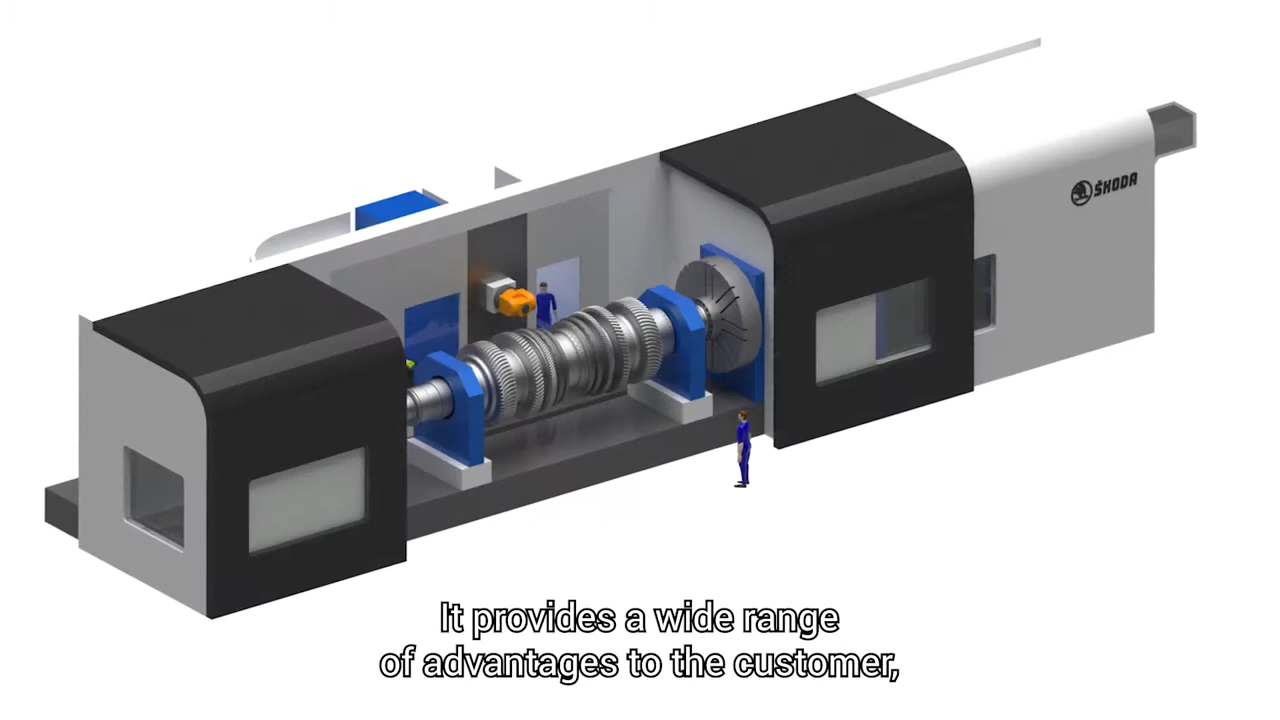 ŠKODA
It provides a wide range
of advantages to the customer,